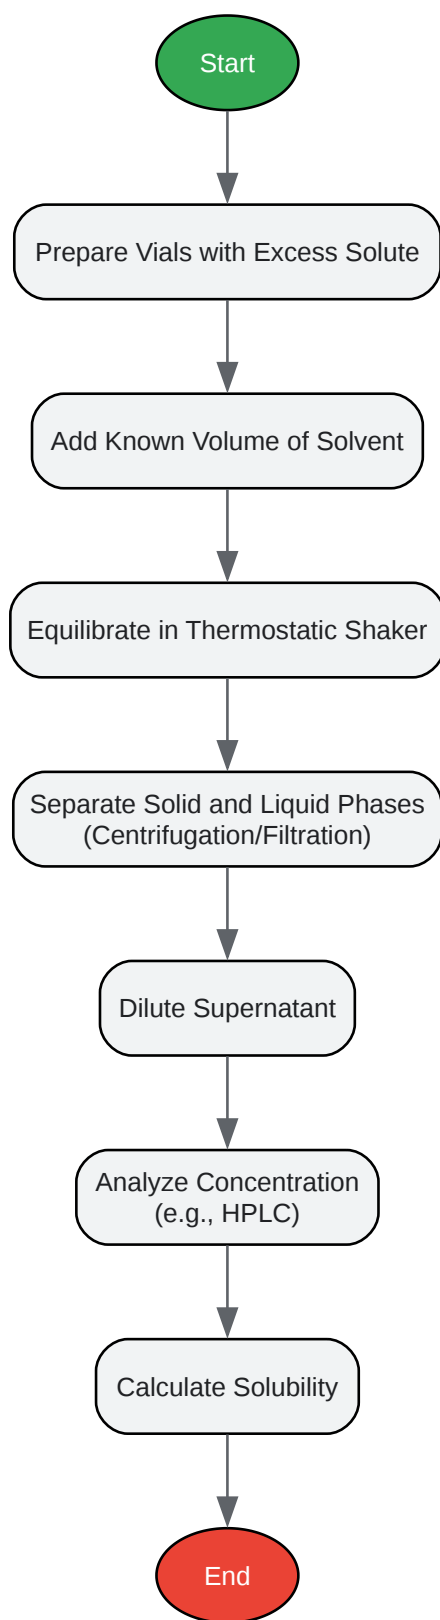 Start
Prepare Vials with Excess Solute
Add Known Volume of Solvent
Equilibrate in Thermostatic Shaker
Separate Solid and Liquid Phases
(Centrifugation/Filtration)
Dilute Supernatant
Analyze Concentration
(e.g., HPLC)
Calculate Solubility
End